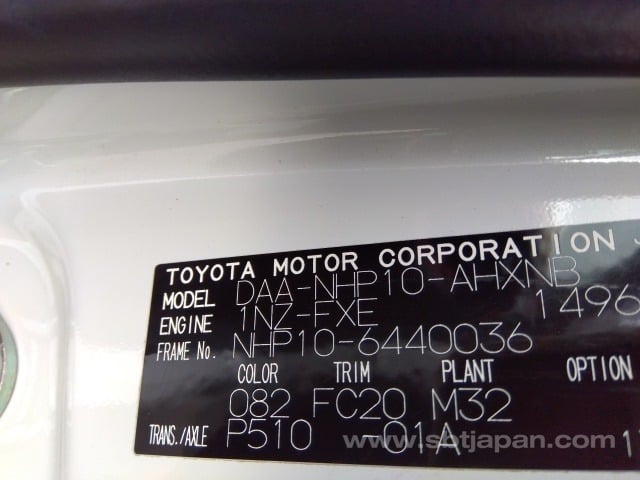 TOYOTA MOTOR CORPORATION
MODEL DAA-NHP10-AHXNB
ENGINE 1NZ-FXE 1496
FRAME No. NHP10-6440036
COLOR TRIM PLANT OPTION
082 FC20 M32
TRANS./AXLE P510 -01A
www.sbtjapan.com